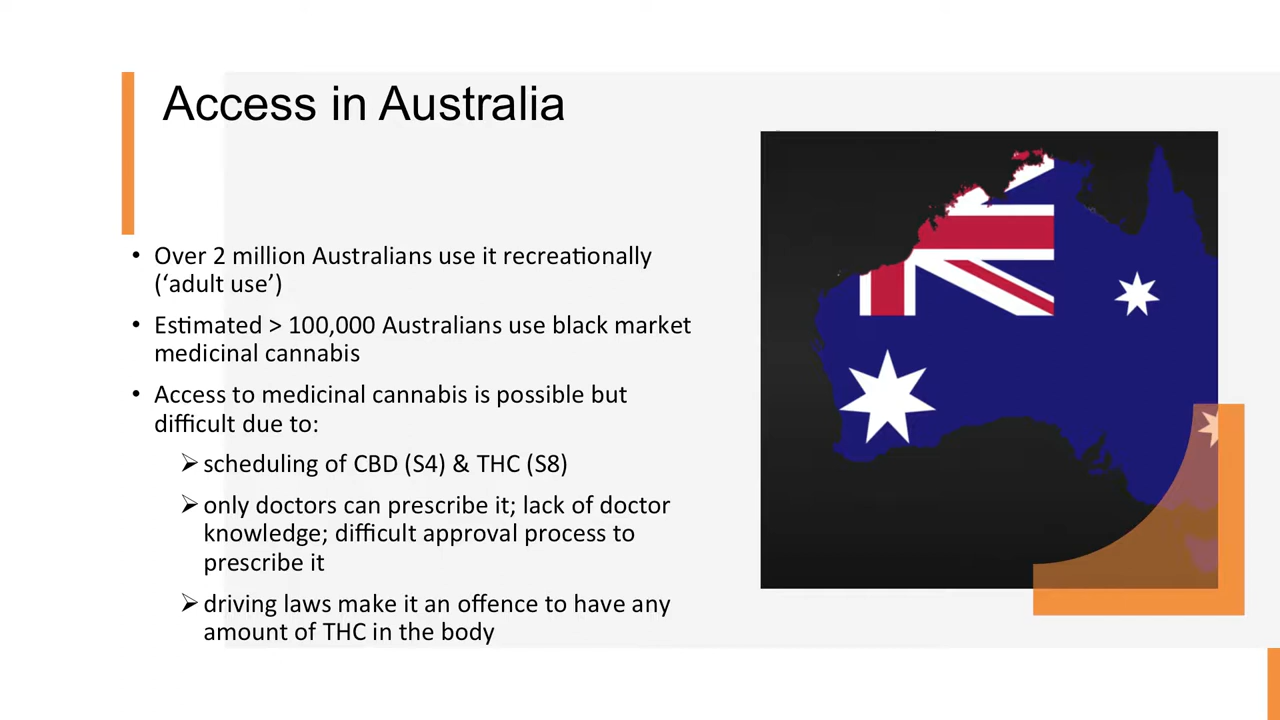 Access in Australia
• Over 2 million Australians use it recreationally
(‘adult use’)
• Estimated > 100,000 Australians use black market
medicinal cannabis
• Access to medicinal cannabis is possible but
difficult due to:
➢ scheduling of CBD (S4) & THC (S8)
➢ only doctors can prescribe it; lack of doctor
knowledge; difficult approval process to
prescribe it
➢ driving laws make it an offence to have any
amount of THC in the body